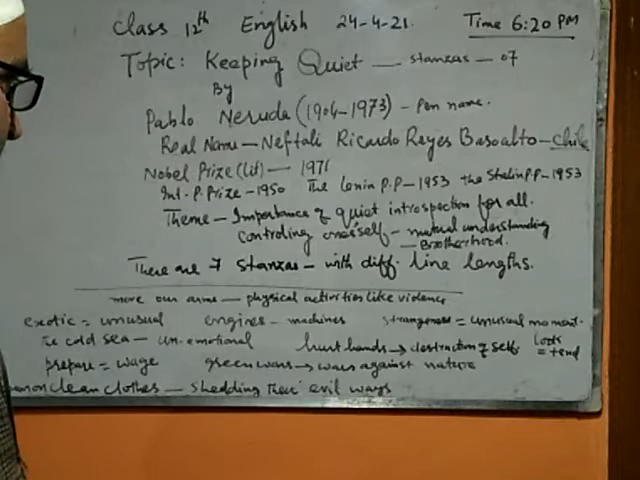 Class 12th English 24-4-21. Time 6:20 PM
Topic: Keeping Quiet — stanzas — 07
By
Pablo Neruda (1904-1973) - Pen name.
Real Name - Neftali Ricardo Reyes Basoalto - Chile
Nobel Prize (Lit) — 1971
Int. P. Prize - 1950 The Lenin P.P - 1953 the Stalin P.P - 1953
Theme - Importance of quiet introspection for all.
Controling one'self - mutual understanding
- Brotherhood.
There are 7 Stanzas - with diff. line lengths.
move our arms — physical activities like violence
exotic = unusual engines - machines strangeness = unusual moment.
The cold sea - un-emotional hurt hands → destruction of self looks = tend
prepare = wage green wars → wars against nature
clean clothes — shedding their evil ways